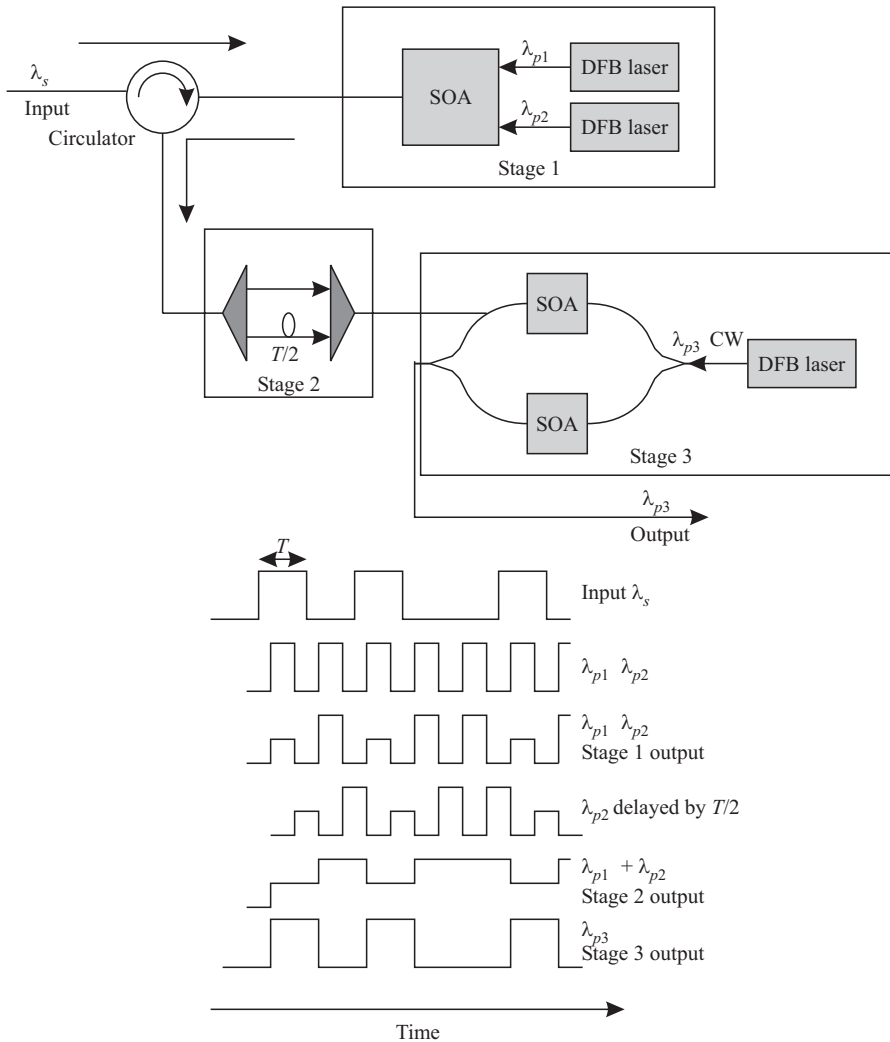 λs
Input
Circulator
SOA
λp1
DFB laser
λp2
DFB laser
Stage 1
T/2
Stage 2
SOA
SOA
λp3 CW
DFB laser
Stage 3
λp3
Output
T
Input λs
λp1 λp2
λp1 λp2
Stage 1 output
λp2 delayed by T/2
λp1 + λp2
Stage 2 output
λp3
Stage 3 output
Time